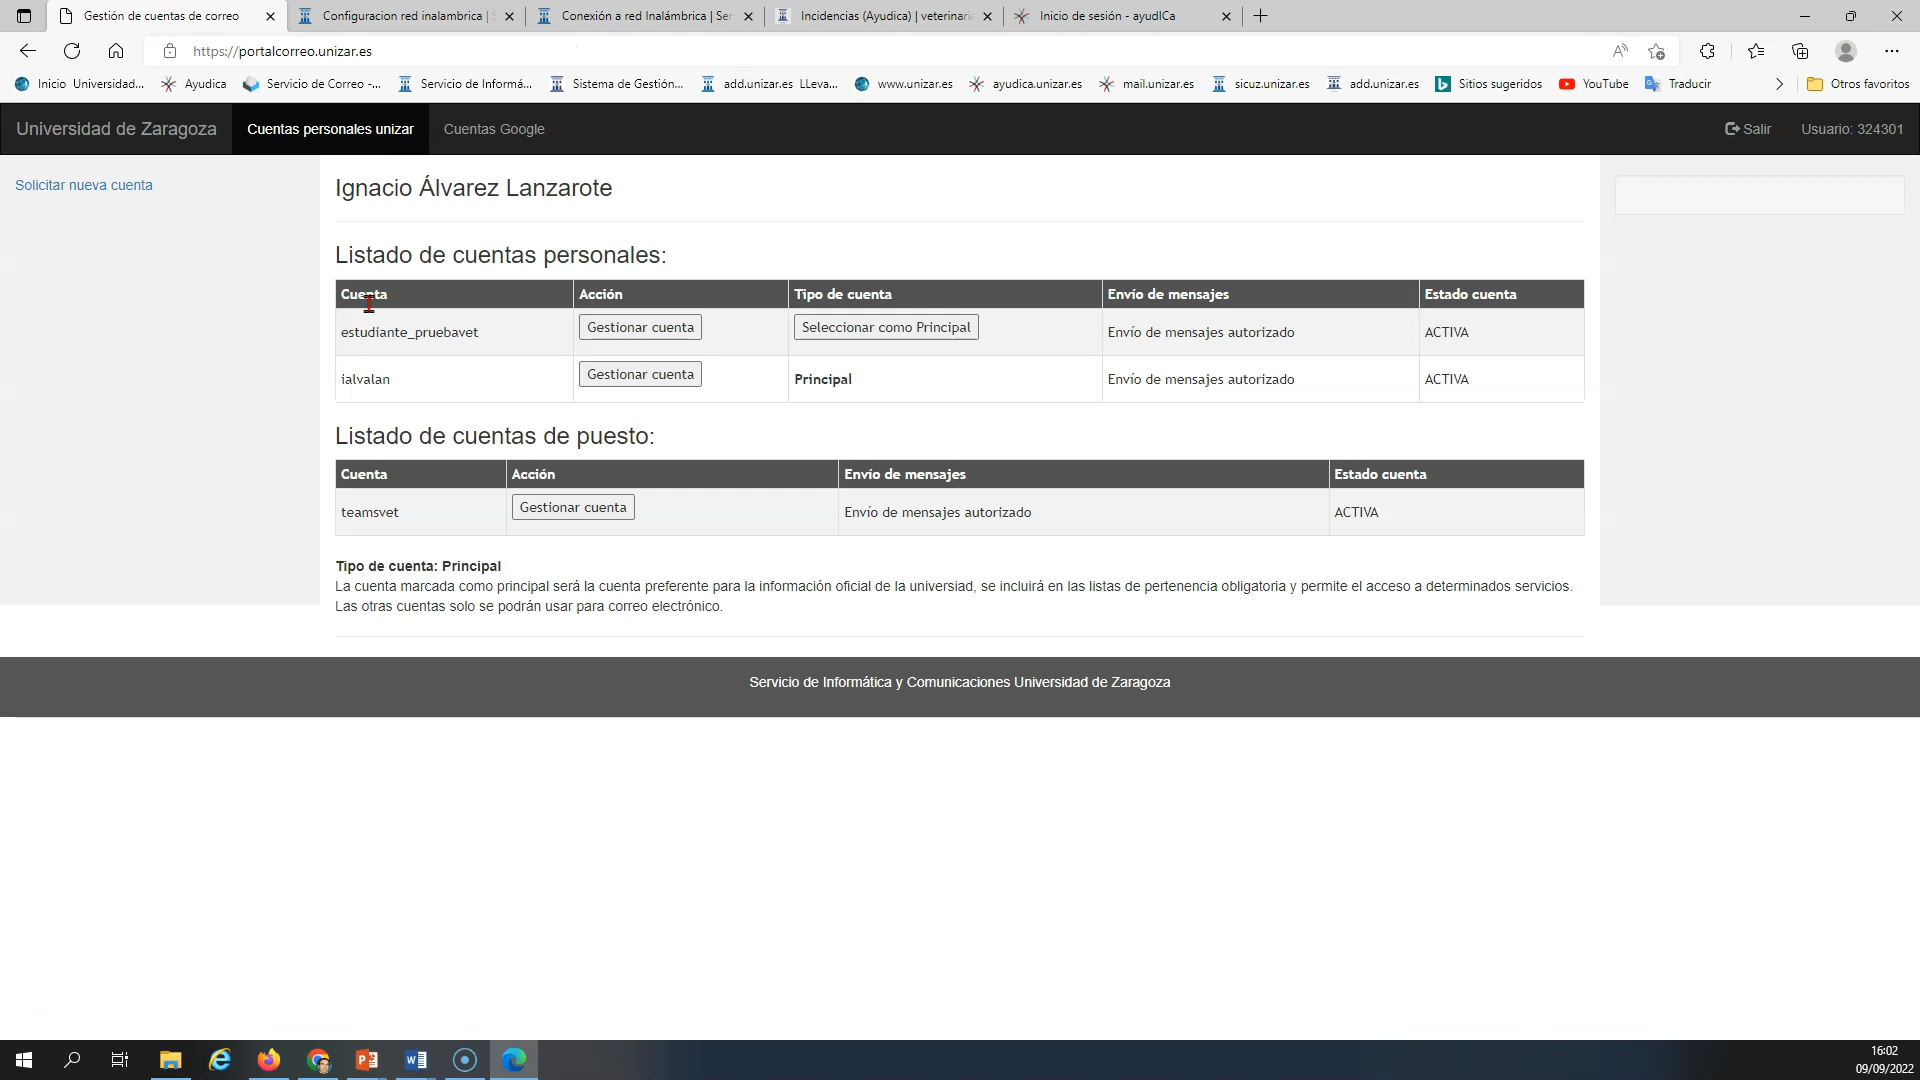 Gestión de cuentas de correo
Configuracion red inalambrica | S
Conexión a red Inalámbrica | Ser
Incidencias (Ayudica) | veterinaria
Inicio de sesión - ayudICa
https://portalcorreo.unizar.es
Inicio Universidad...
Ayudica
Servicio de Correo -...
Servicio de Informá...
Sistema de Gestión...
add.unizar.es LLeva...
www.unizar.es
ayudica.unizar.es
mail.unizar.es
sicuz.unizar.es
add.unizar.es
Sitios sugeridos
YouTube
Traducir
Otros favoritos
Universidad de Zaragoza
Cuentas personales unizar
Cuentas Google
Salir
Usuario: 324301
Solicitar nueva cuenta
Ignacio Álvarez Lanzarote
Listado de cuentas personales:
Cuenta Acción Tipo de cuenta Envío de mensajes Estado cuenta
estudiante_pruebavet Gestionar cuenta Seleccionar como Principal Envío de mensajes autorizado ACTIVA
ialvalan Gestionar cuenta Principal Envío de mensajes autorizado ACTIVA
Listado de cuentas de puesto:
Cuenta Acción Envío de mensajes Estado cuenta
teamsvet Gestionar cuenta Envío de mensajes autorizado ACTIVA
Tipo de cuenta: Principal
La cuenta marcada como principal será la cuenta preferente para la información oficial de la universiad, se incluirá en las listas de pertenencia obligatoria y permite el acceso a determinados servicios.
Las otras cuentas solo se podrán usar para correo electrónico.
Servicio de Informática y Comunicaciones Universidad de Zaragoza
16:02
09/09/2022